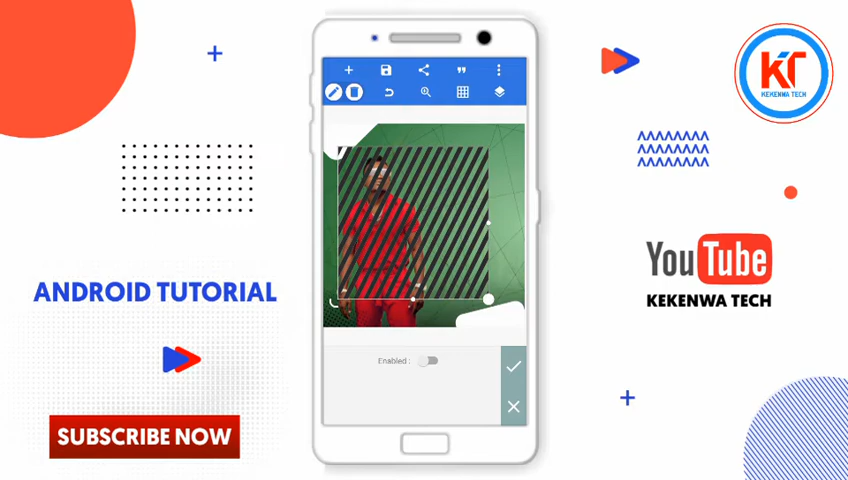 KT
KEKENWA TECH
Enabled :
ANDROID TUTORIAL
SUBSCRIBE NOW
YouTube
KEKENWA TECH